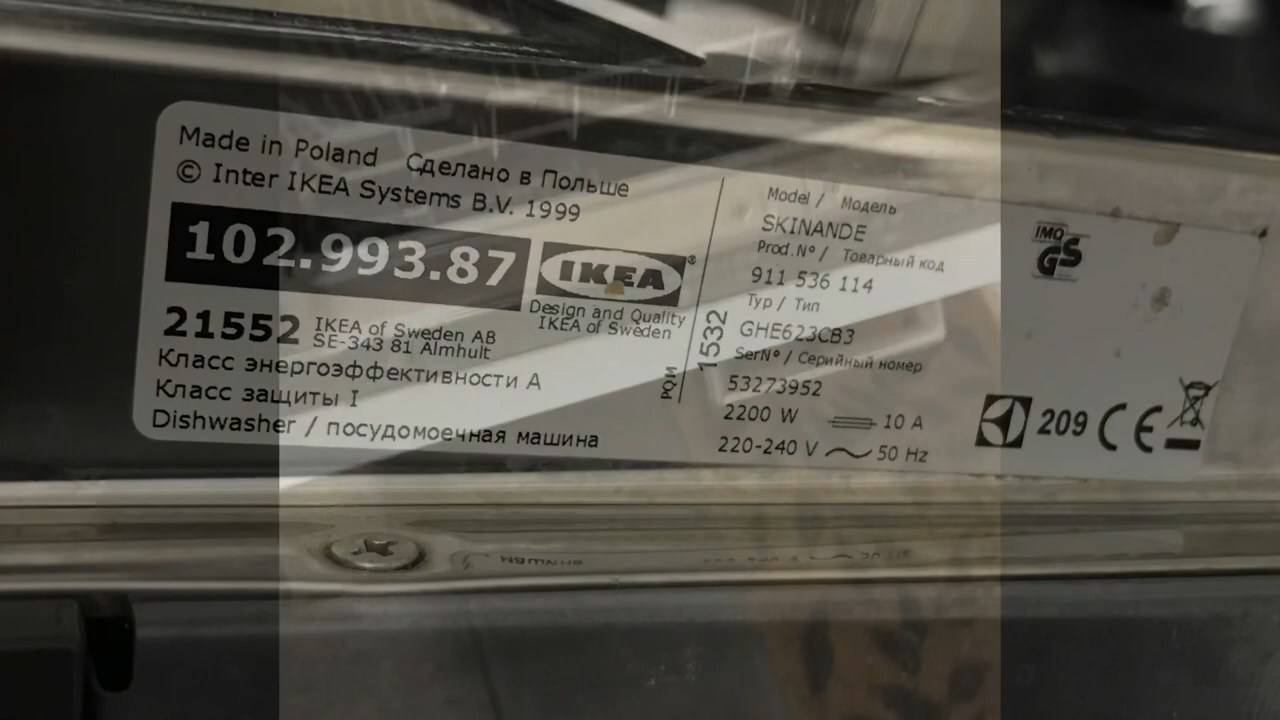 Made in Poland Сделано в Польше
© Inter IKEA Systems B.V. 1999
102.993.87
IKEA ®
Design and Quality
IKEA of Sweden
21552 IKEA of Sweden AB
SE-343 81 Almhult
Класс энергоэффективности А
Класс защиты I
Dishwasher / посудомоечная машина
PQM
1532
Model / Модель
SKINANDE
Prod.Nº / Товарный код
911 536 114
Typ / Тип
GHE623CB3
SerNº / Серийный номер
53273952
2200 W 10 A
220-240 V 50 Hz
IMQ
GS
209 CE